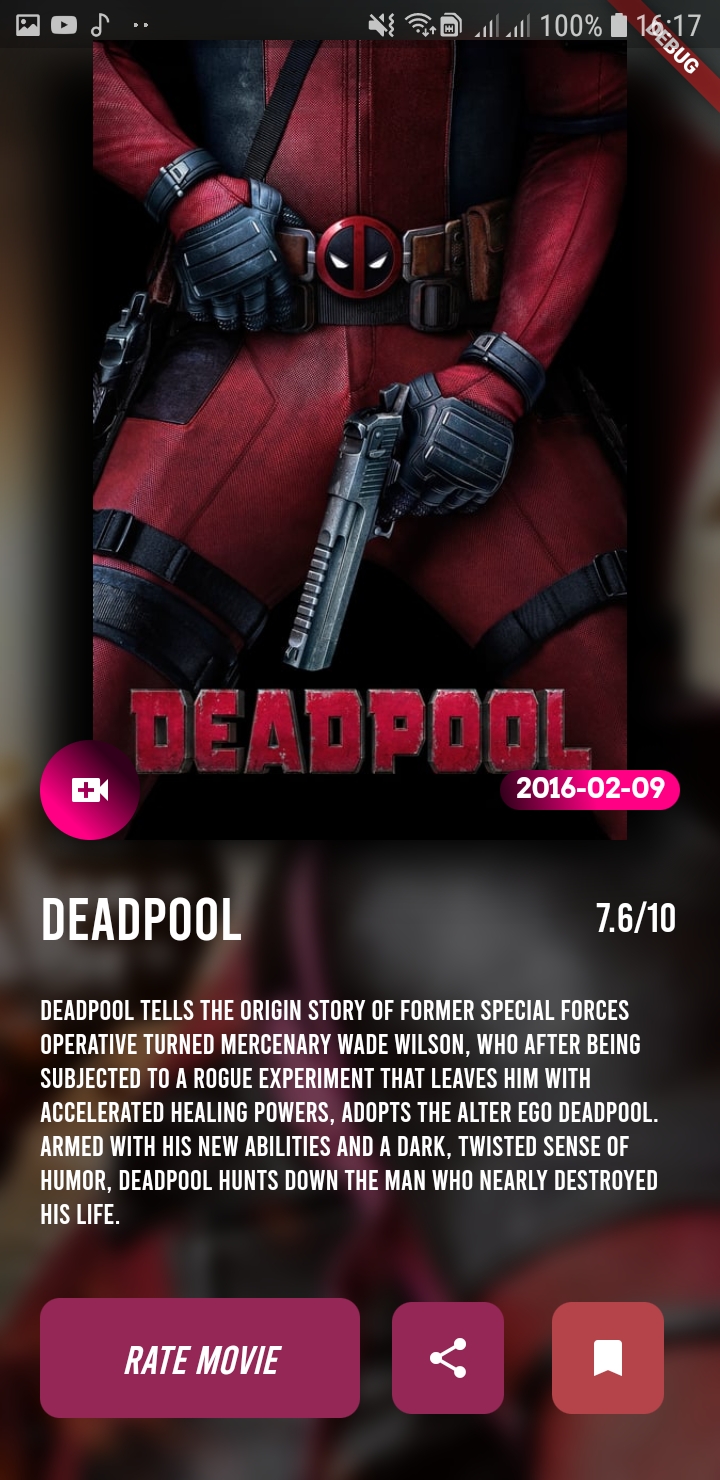 100% 16:17
DEBUG
DEADPOOL
2016-02-09
DEADPOOL
7.6/10
DEADPOOL TELLS THE ORIGIN STORY OF FORMER SPECIAL FORCES
OPERATIVE TURNED MERCENARY WADE WILSON, WHO AFTER BEING
SUBJECTED TO A ROGUE EXPERIMENT THAT LEAVES HIM WITH
ACCELERATED HEALING POWERS, ADOPTS THE ALTER EGO DEADPOOL.
ARMED WITH HIS NEW ABILITIES AND A DARK, TWISTED SENSE OF
HUMOR, DEADPOOL HUNTS DOWN THE MAN WHO NEARLY DESTROYED
HIS LIFE.
RATE MOVIE